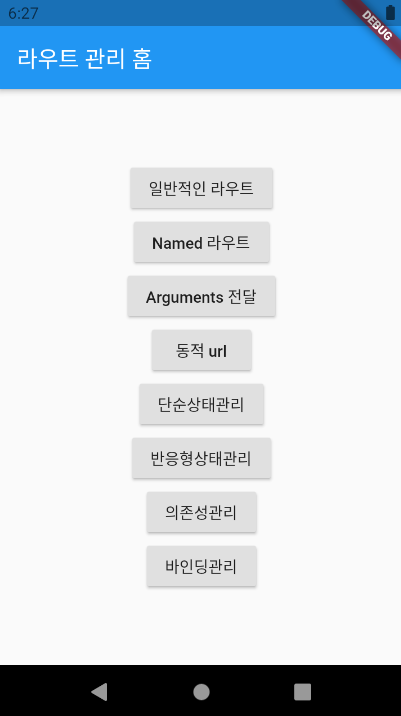 6:27
DEBUG
라우트 관리 홈
일반적인 라우트
Named 라우트
Arguments 전달
동적 url
단순상태관리
반응형상태관리
의존성관리
바인딩관리